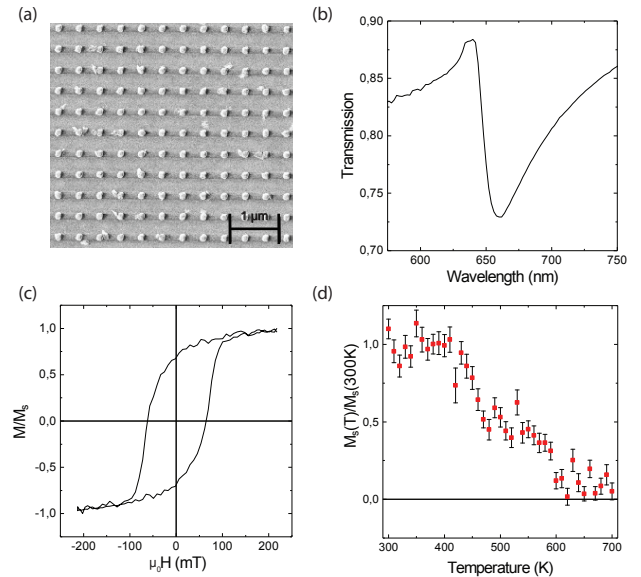 (a)
1 µm
(b)
0,90
0,85
0,80
0,75
0,70
Transmission
600 650 700 750
Wavelength (nm)
(c)
1,0
0,5
0,0
-0,5
-1,0
M/Ms
-200 -100 0 100 200
µ0H (mT)
(d)
1,0
0,5
0,0
Ms(T)/Ms(300K)
300 400 500 600 700
Temperature (K)